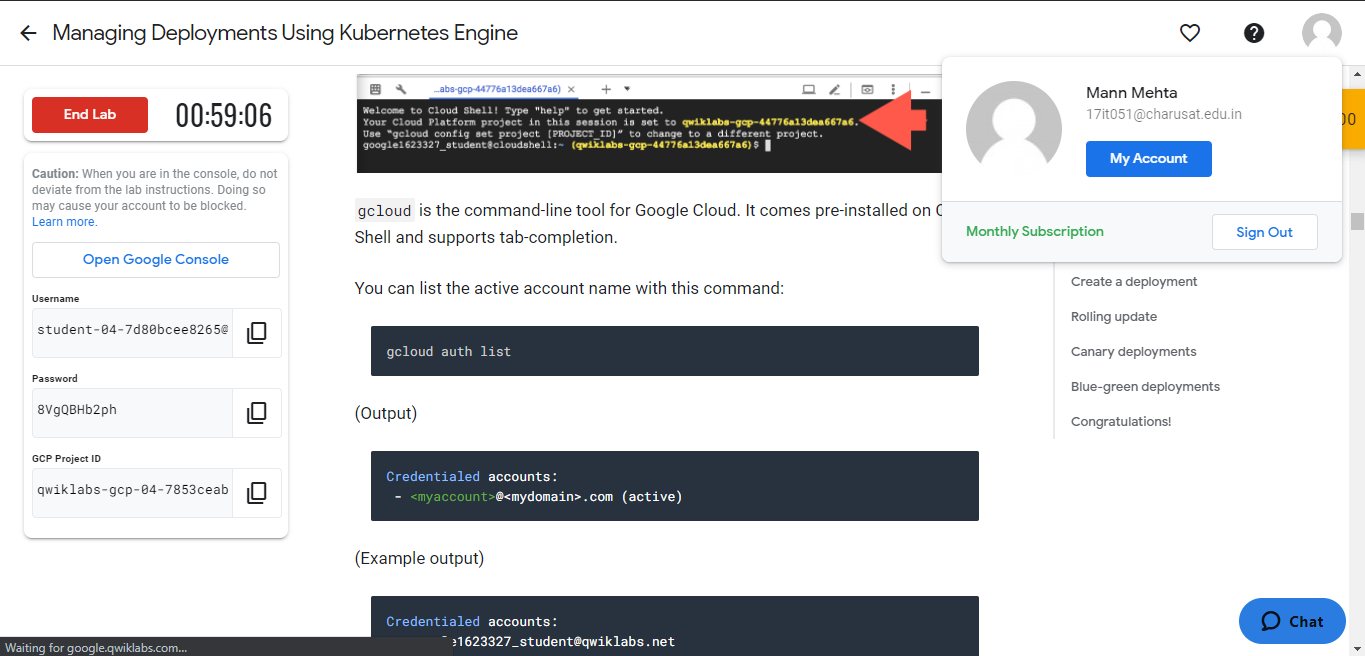 Managing Deployments Using Kubernetes Engine
End Lab
00:59:06
Caution: When you are in the console, do not
deviate from the lab instructions. Doing so
may cause your account to be blocked.
Learn more.
Open Google Console
Username
student-04-7d80bcee8265@
Password
8VgQBHb2ph
GCP Project ID
qwiklabs-gcp-04-7853ceab
...abs-gcp-44776a13dea667a6)
Welcome to Cloud Shell! Type "help" to get started.
Your Cloud Platform project in this session is set to qwiklabs-gcp-44776a13dea667a6.
Use "gcloud config set project [PROJECT_ID]" to change to a different project.
google1623327_student@cloudshell:~ (qwiklabs-gcp-44776a13dea667a6)$
gcloud is the command-line tool for Google Cloud. It comes pre-installed on
Shell and supports tab-completion.
You can list the active account name with this command:
gcloud auth list
(Output)
Credentialed accounts:
- <myaccount>@<mydomain>.com (active)
(Example output)
Credentialed accounts:
e1623327_student@qwiklabs.net
Mann Mehta
17it051@charusat.edu.in
My Account
Monthly Subscription
Sign Out
00
Create a deployment
Rolling update
Canary deployments
Blue-green deployments
Congratulations!
Chat
Waiting for google.qwiklabs.com...